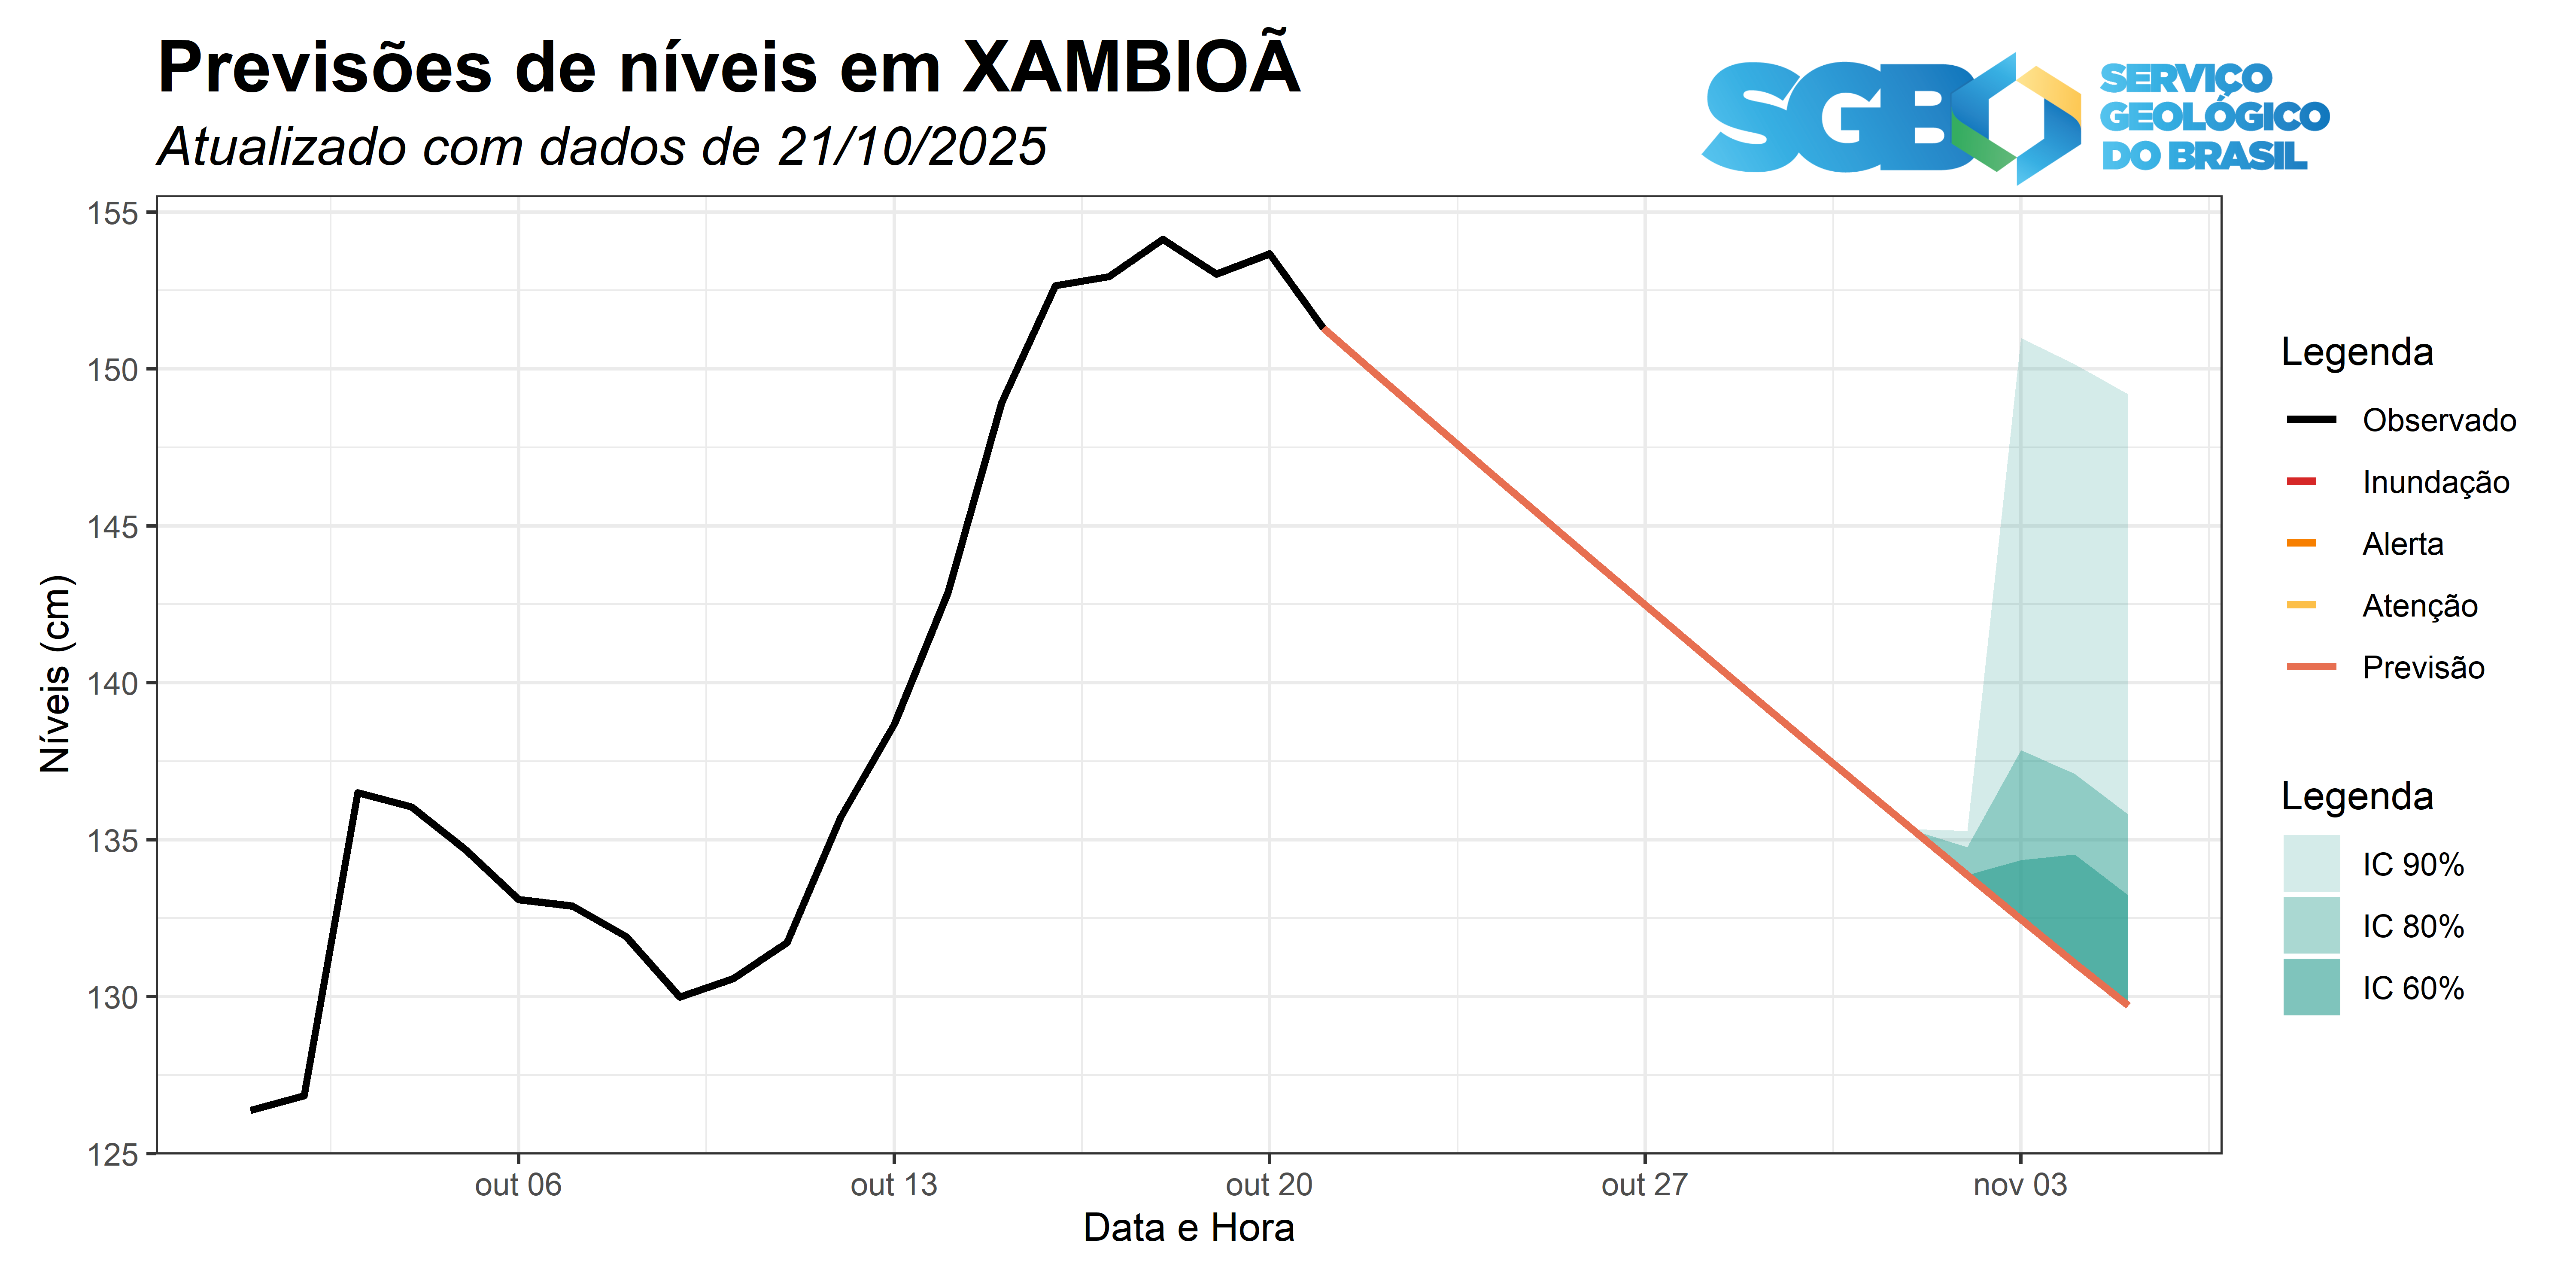 Previsões de níveis em XAMBIOÃ
Atualizado com dados de 21/10/2025
SGB
SERVIÇO
GEOLÓGICO
DO BRASIL
155
150
145
140
135
130
125
Níveis (cm)
out 06
out 13
out 20
out 27
nov 03
Data e Hora
Legenda
Observado
Inundação
Alerta
Atenção
Previsão
Legenda
IC 90%
IC 80%
IC 60%